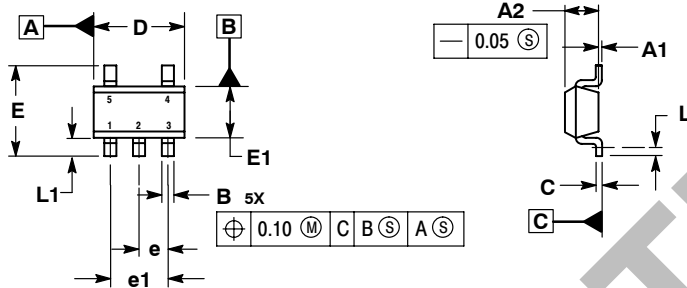 A
D
B
A2
— 0.05 Ⓢ
A1
E
5 4
1 2 3
E1
L
L1
B 5X
C
⌖ 0.10 Ⓜ C B Ⓢ A Ⓢ
C
e
e1